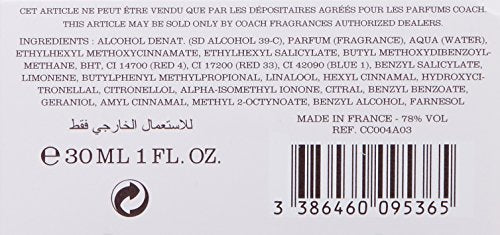 CET ARTICLE NE PEUT ÊTRE VENDU QUE PAR LES DÉPOSITAIRES AGRÉÉS POUR LES PARFUMS COACH.
THIS ARTICLE MAY BE SOLD ONLY BY COACH FRAGRANCES AUTHORIZED DEALERS.
INGREDIENTS : ALCOHOL DENAT. (SD ALCOHOL 39-C), PARFUM (FRAGRANCE), AQUA (WATER),
ETHYLHEXYL METHOXYCINNAMATE, ETHYLHEXYL SALICYLATE, BUTYL METHOXYDIBENZOYL-
METHANE, BHT, CI 14700 (RED 4), CI 17200 (RED 33), CI 42090 (BLUE 1), BENZYL SALICYLATE,
LIMONENE, BUTYLPHENYL METHYLPROPIONAL, LINALOOL, HEXYL CINNAMAL, HYDROXYCI-
TRONELLAL, CITRONELLOL, ALPHA-ISOMETHYL IONONE, CITRAL, BENZYL BENZOATE,
GERANIOL, AMYL CINNAMAL, METHYL 2-OCTYNOATE, BENZYL ALCOHOL, FARNESOL
للاستعمال الخارجي فقط
MADE IN FRANCE - 78% VOL
REF. CC004A03
e 30 ML 1 FL. OZ.
3 386460 095365